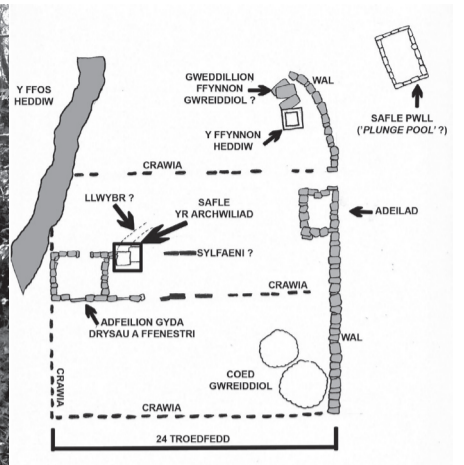 Y FFOS
HEDDIW
GWEDDILLION
FFYNNON
GWREIDDIOL ?
WAL
SAFLE PWLL
('PLUNGE POOL' ?)
Y FFYNNON
HEDDIW
CRAWIA
LLWYBR ?
SAFLE
YR ARCHWILIAD
ADEILAD
SYLFAENI ?
CRAWIA
ADFEILION GYDA
DRYSAU A FFENESTRI
WAL
COED
GWREIDDIOL
CRAWIA
CRAWIA
24 TROEDFEDD